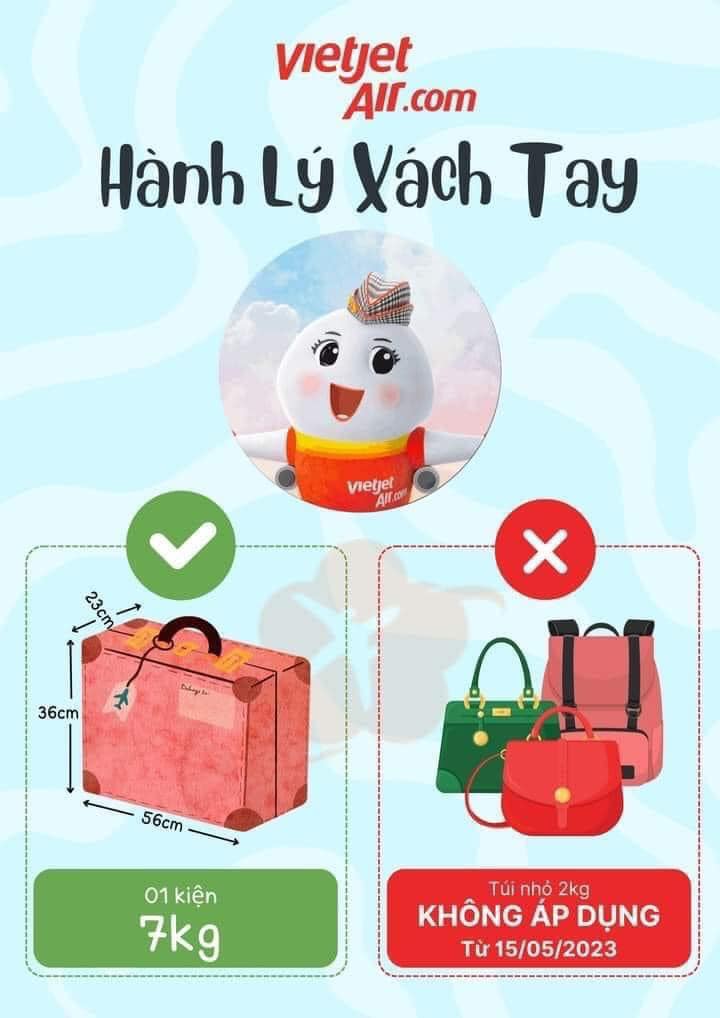 vietjet
Air.com
Hành Lý Xách Tay
vietjet
Air.com
23cm
36cm
56cm
01 kiện
7kg
Túi nhỏ 2kg
KHÔNG ÁP DỤNG
Từ 15/05/2023